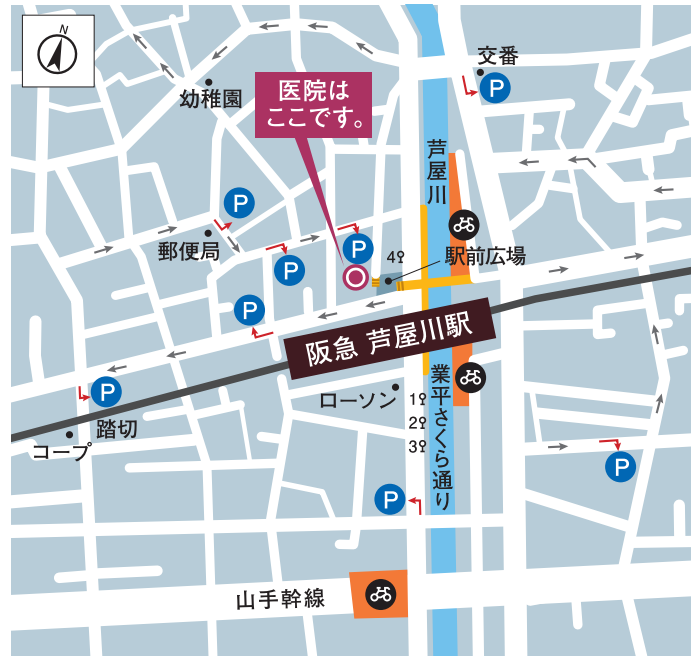 N
交番
P
幼稚園
医院は
ここです。
芦屋川
P
郵便局
P
P
4
駅前広場
P
阪急 芦屋川駅
P
踏切
コープ
ローソン
1
2
3
業平さくら通り
P
P
山手幹線